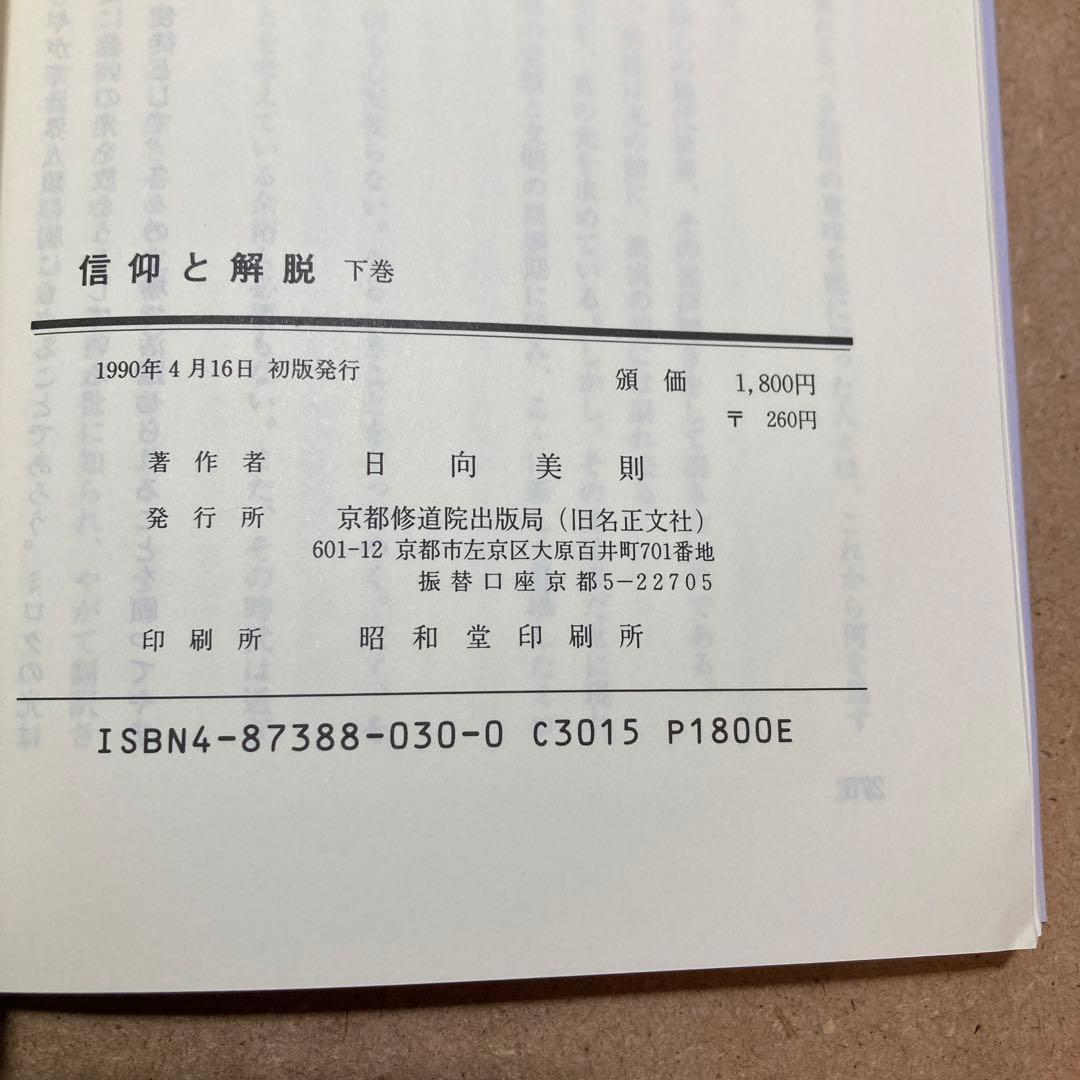 信仰と解脱 下巻
1990年4月16日 初版発行
頒価 1,800円
〒 260円
著作者 日向美則
発行所 京都修道院出版局（旧名正文社）
601-12 京都市左京区大原百井町701番地
振替口座京都5-22705
印刷所 昭和堂印刷所
ISBN4-87388-030-0 C3015 P1800E